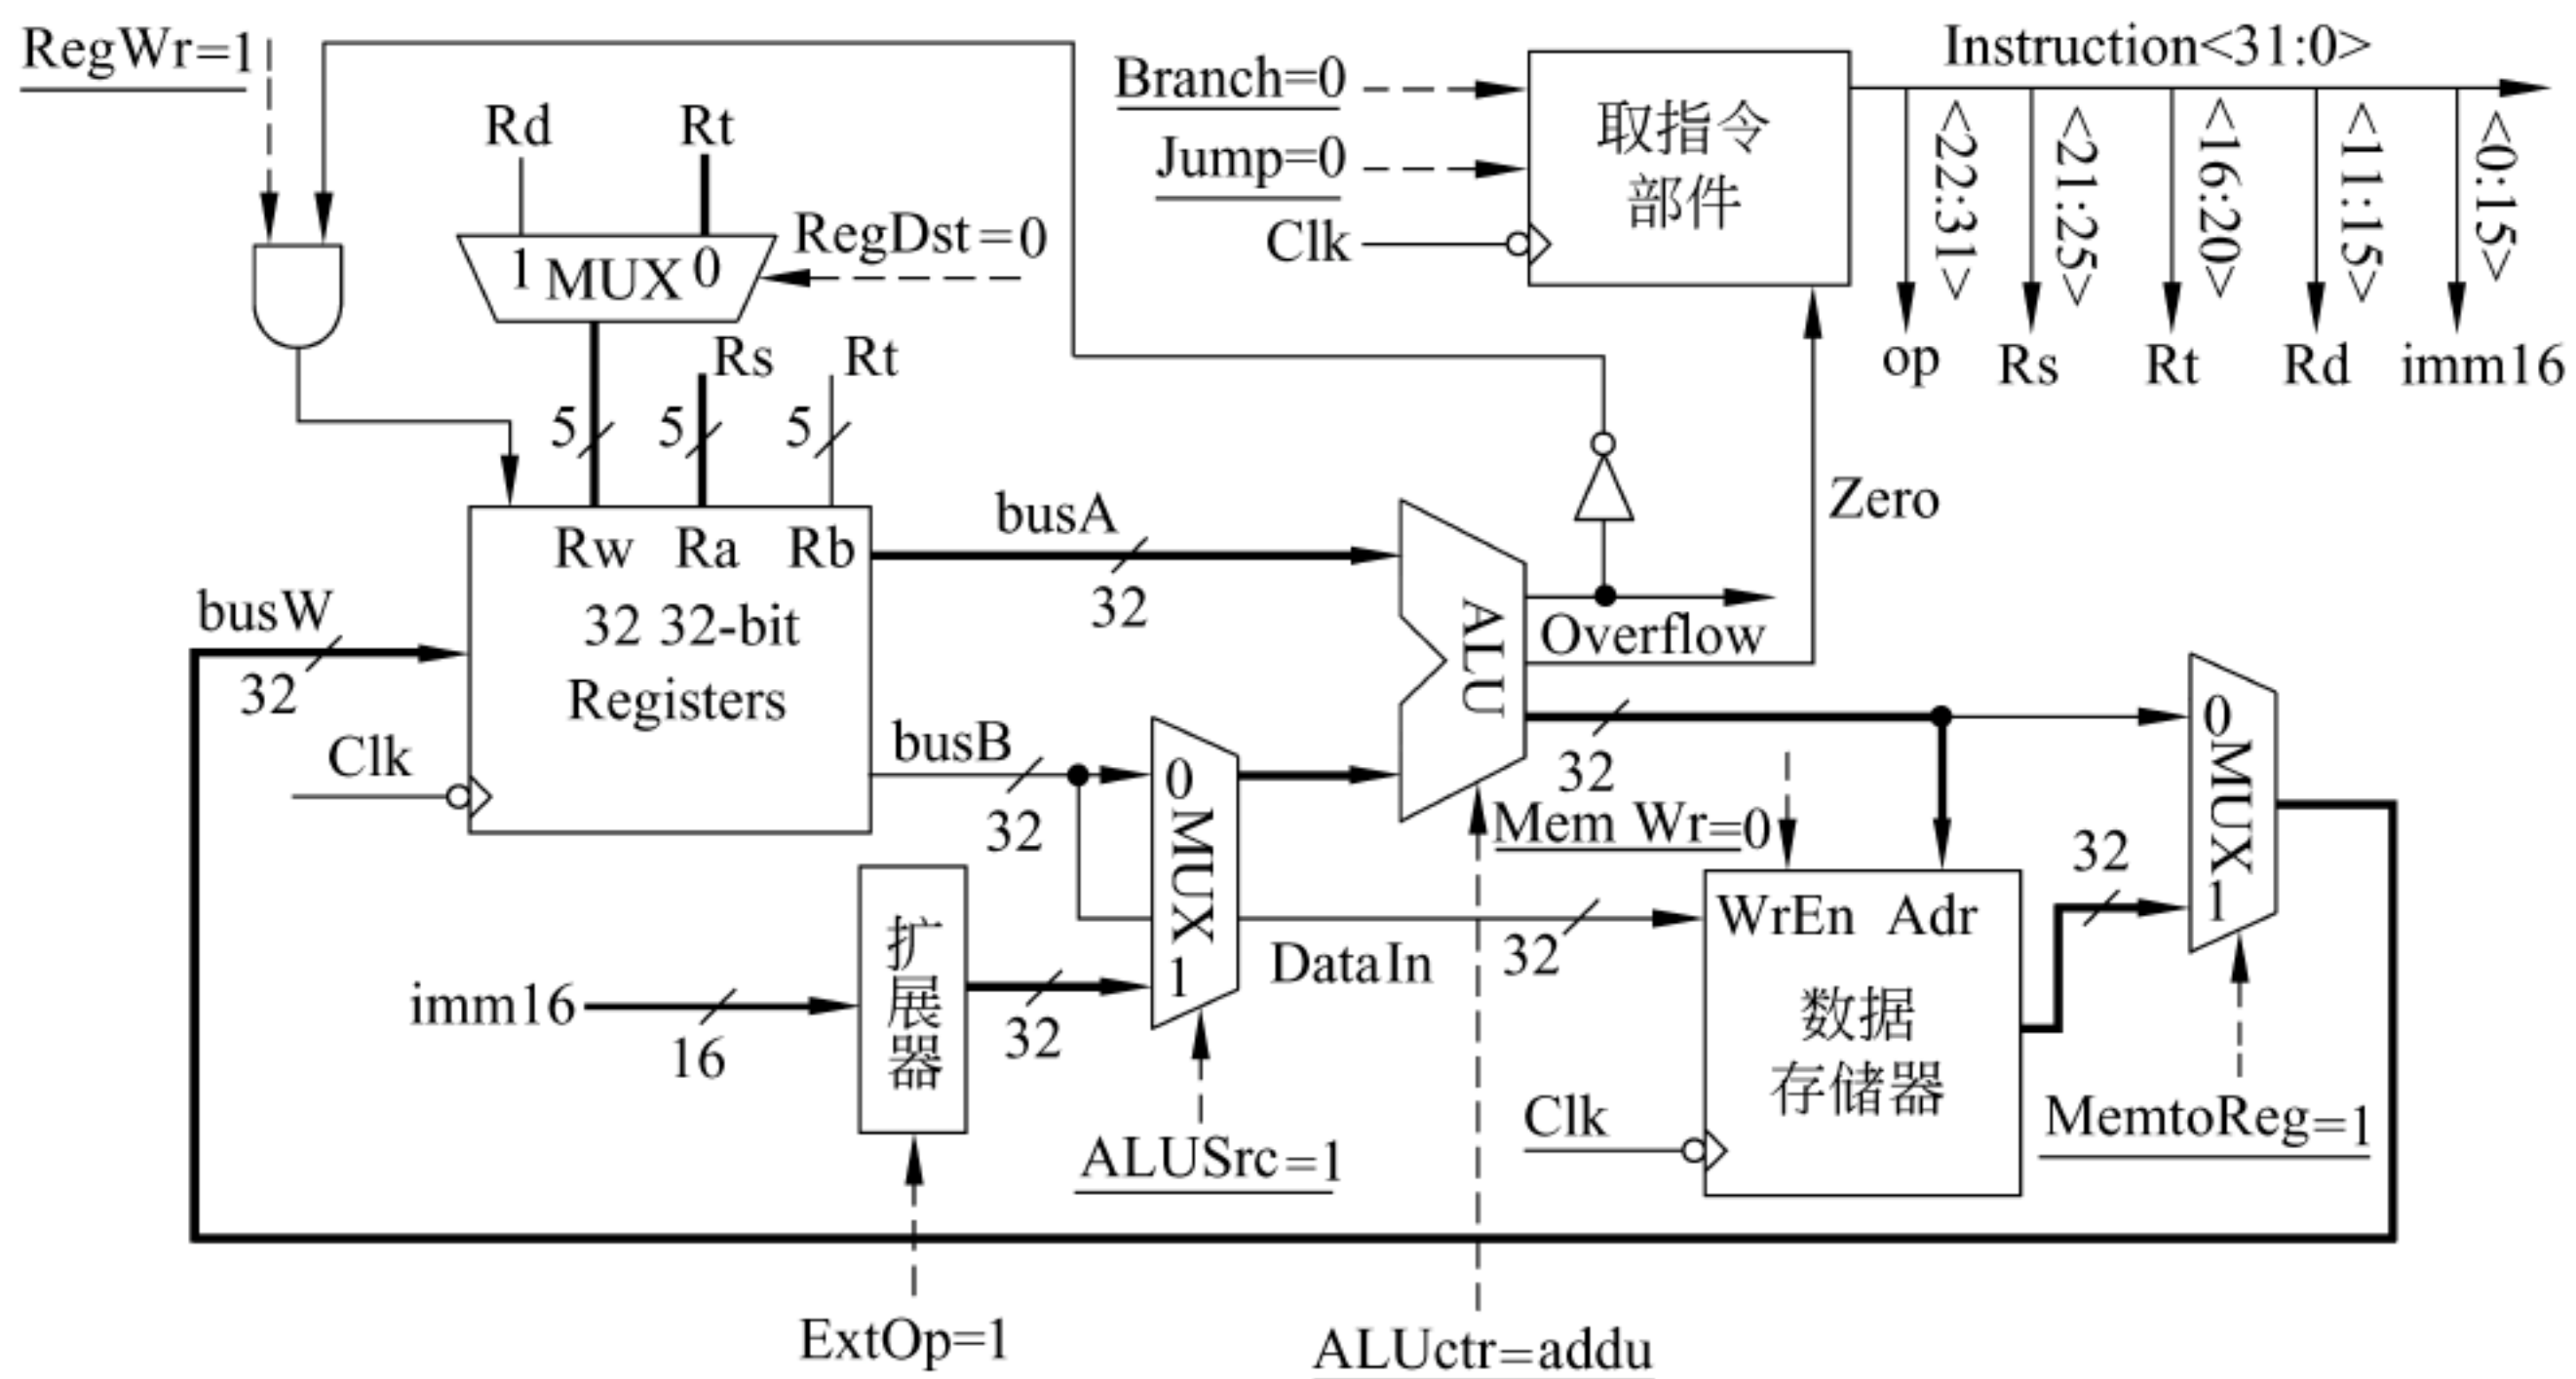 RegWr=1
Rd
Rt
1 MUX 0
RegDst=0
Branch=0
Jump=0
Clk
取指令
部件
Instruction<31:0>
<22:31>
<21:25>
<16:20>
<11:15>
<0:15>
op
Rs
Rt
Rd
imm16
Rs
Rt
5
5
5
Rw Ra Rb
32 32-bit
Registers
busW
32
Clk
busA
32
busB
32
ALU
Overflow
Zero
32
0
MUX
1
imm16
16
扩
展
器
32
ALUSrc=1
ExtOp=1
ALUctr=addu
DataIn
32
Mem Wr=0
WrEn Adr
数据
存储器
Clk
32
0
MUX
1
MemtoReg=1